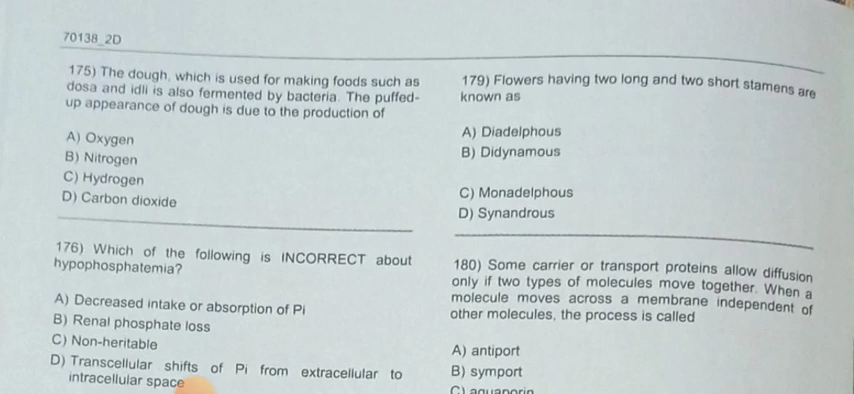 70138_2D
175) The dough, which is used for making foods such as
dosa and idli is also fermented by bacteria. The puffed-
up appearance of dough is due to the production of
A) Oxygen
B) Nitrogen
C) Hydrogen
D) Carbon dioxide
176) Which of the following is INCORRECT about
hypophosphatemia?
A) Decreased intake or absorption of Pi
B) Renal phosphate loss
C) Non-heritable
D) Transcellular shifts of Pi from extracellular to
intracellular space
179) Flowers having two long and two short stamens are
known as
A) Diadelphous
B) Didynamous
C) Monadelphous
D) Synandrous
180) Some carrier or transport proteins allow diffusion
only if two types of molecules move together. When a
molecule moves across a membrane independent of
other molecules, the process is called
A) antiport
B) symport
C) aquaporin